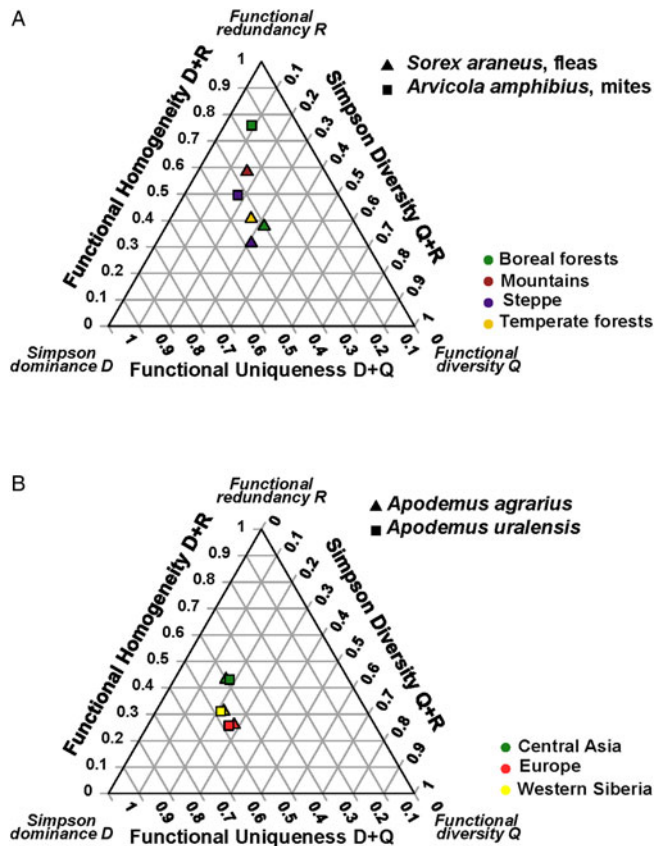 A
Functional
redundancy R
Sorex araneus, fleas
Arvicola amphibius, mites
Functional Homogeneity D+R
Simpson Diversity Q+R
1
0.9
0.8
0.7
0.6
0.5
0.4
0.3
0.2
0.1
0
0.1
0.2
0.3
0.4
0.5
0.6
0.7
0.8
0.9
1
Boreal forests
Mountains
Steppe
Temperate forests
1
0.9
0.8
0.7
0.6
0.5
0.4
0.3
0.2
0.1
0
Simpson
dominance D
Functional Uniqueness D+Q
Functional
diversity Q
B
Functional
redundancy R
Apodemus agrarius
Apodemus uralensis
Functional Homogeneity D+R
Simpson Diversity Q+R
1
0.9
0.8
0.7
0.6
0.5
0.4
0.3
0.2
0.1
0
0
0.1
0.2
0.3
0.4
0.5
0.6
0.7
0.8
0.9
1
Central Asia
Europe
Western Siberia
1
0.9
0.8
0.7
0.6
0.5
0.4
0.3
0.2
0.1
0
Simpson
dominance D
Functional Uniqueness D+Q
Functional
diversity Q